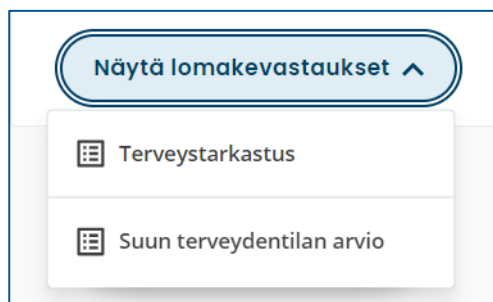 Näytä lomakevastaukset
Terveystarkastus
Suun terveydentilan arvio